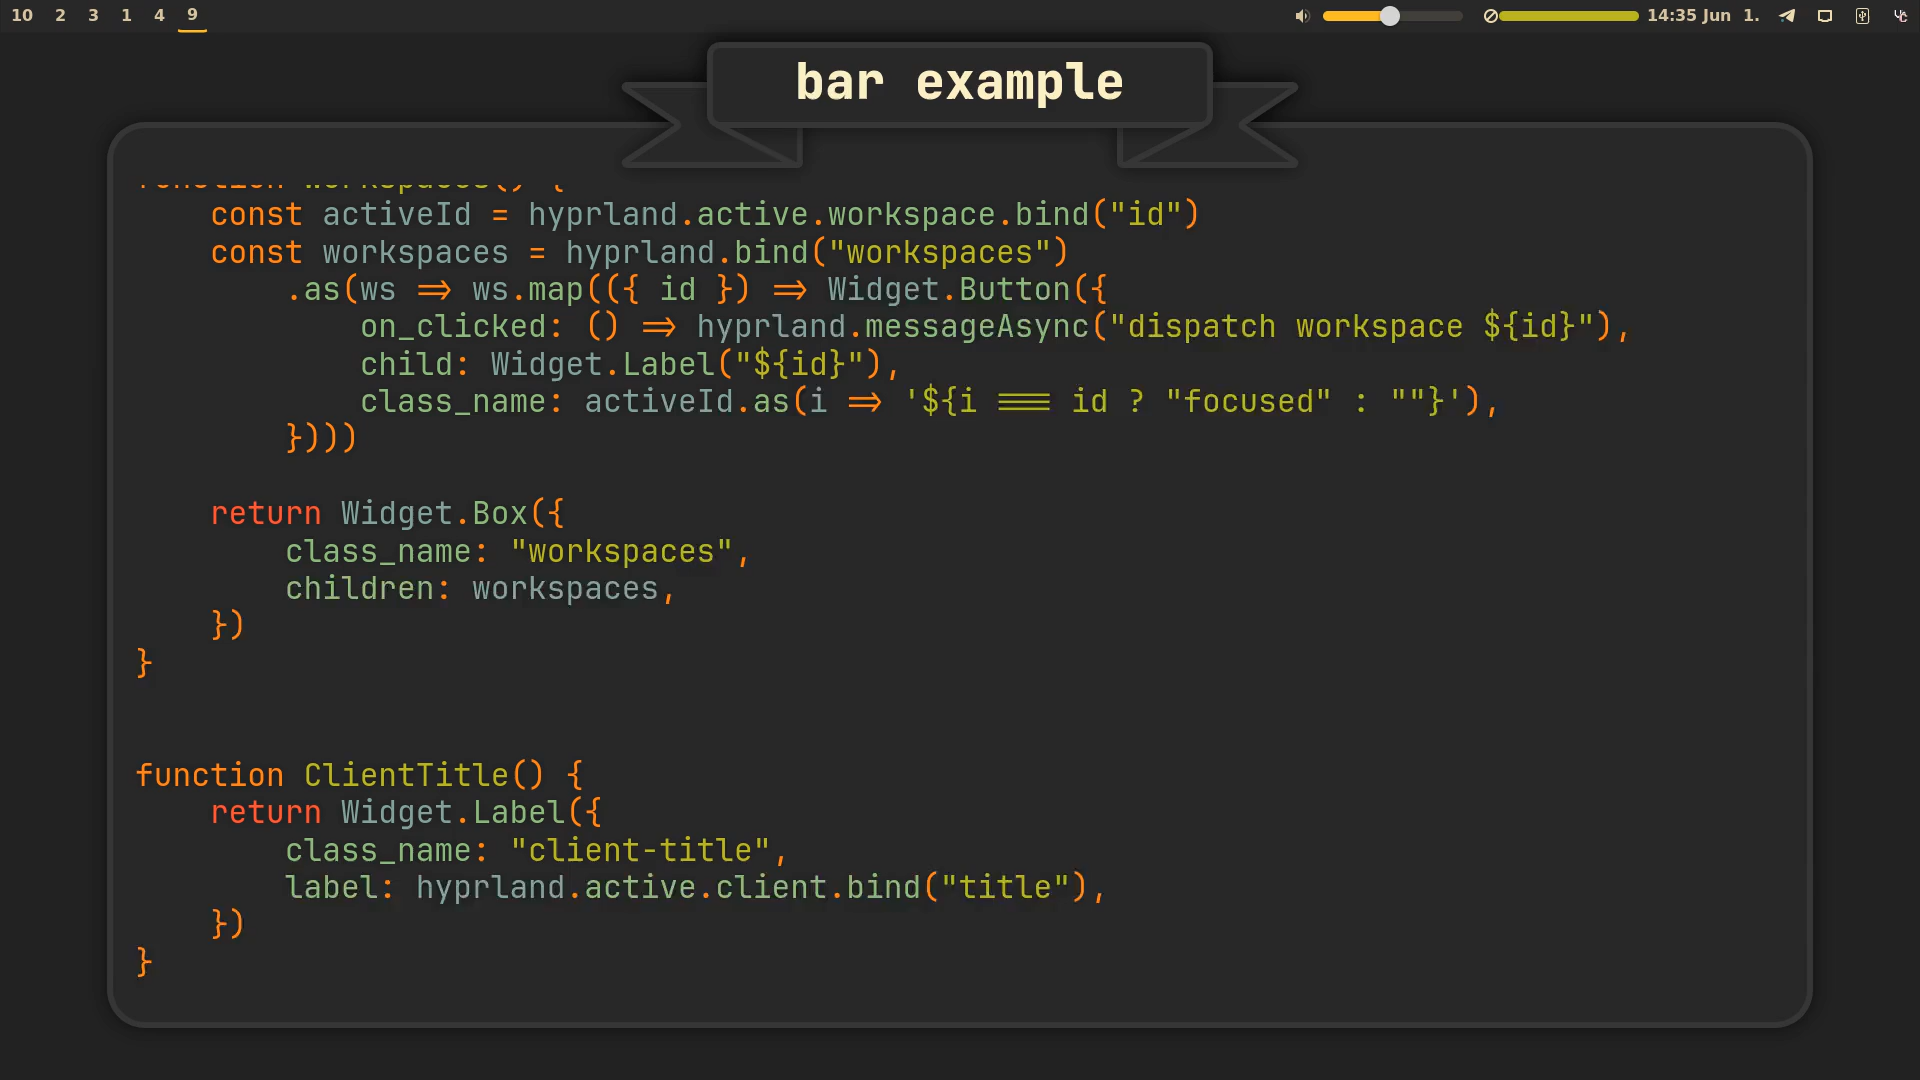 10 2 3 1 4 9 14:35 Jun 1.
bar example
function Workspaces() {
    const activeId = hyprland.active.workspace.bind("id")
    const workspaces = hyprland.bind("workspaces")
        .as(ws => ws.map(({ id }) => Widget.Button({
            on_clicked: () => hyprland.messageAsync("dispatch workspace ${id}"),
            child: Widget.Label("${id}"),
            class_name: activeId.as(i => '${i === id ? "focused" : ""}'),
        })))
    return Widget.Box({
        class_name: "workspaces",
        children: workspaces,
    })
}
function ClientTitle() {
    return Widget.Label({
        class_name: "client-title",
        label: hyprland.active.client.bind("title"),
    })
}